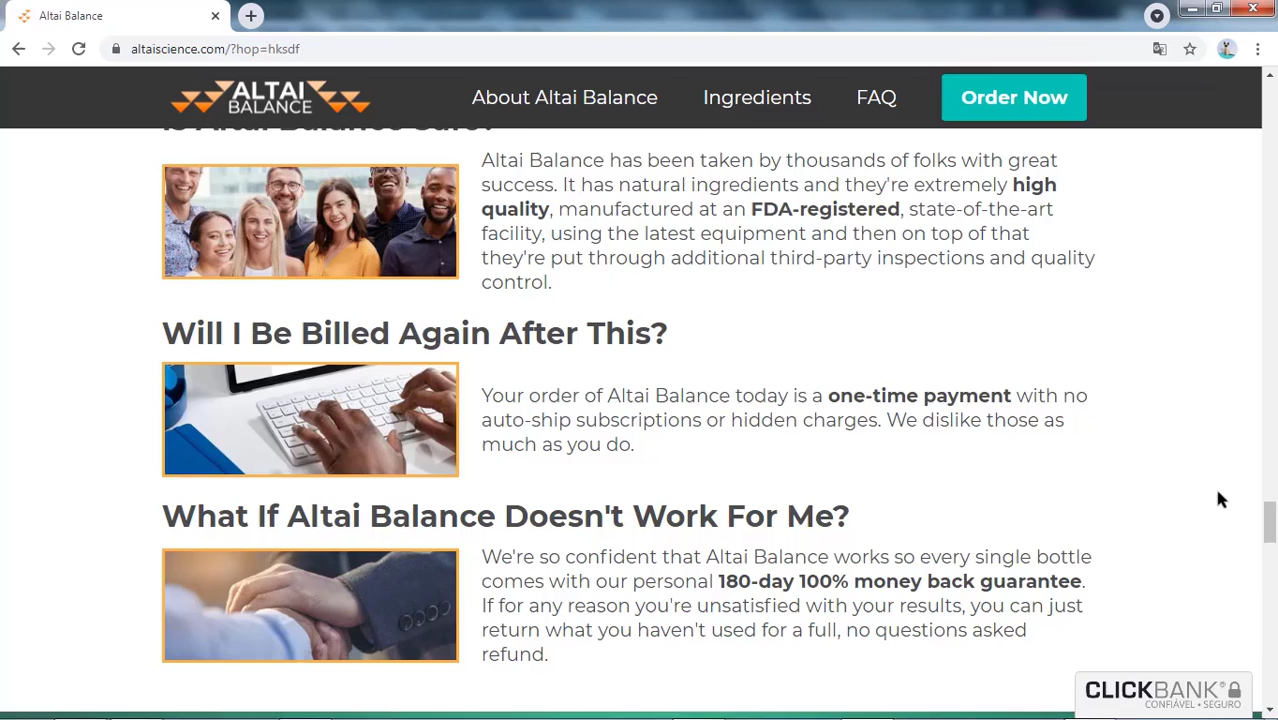 Altai Balance
altaiscience.com/?hop=hksdf
ALTAI
BALANCE
About Altai Balance
Ingredients
FAQ
Order Now
Is Altai Balance Safe?
Altai Balance has been taken by thousands of folks with great
success. It has natural ingredients and they're extremely high
quality, manufactured at an FDA-registered, state-of-the-art
facility, using the latest equipment and then on top of that
they're put through additional third-party inspections and quality
control.
Will I Be Billed Again After This?
Your order of Altai Balance today is a one-time payment with no
auto-ship subscriptions or hidden charges. We dislike those as
much as you do.
What If Altai Balance Doesn't Work For Me?
We're so confident that Altai Balance works so every single bottle
comes with our personal 180-day 100% money back guarantee.
If for any reason you're unsatisfied with your results, you can just
return what you haven't used for a full, no questions asked
refund.
CLICKBANK®
CONFIÁVEL • SEGURO